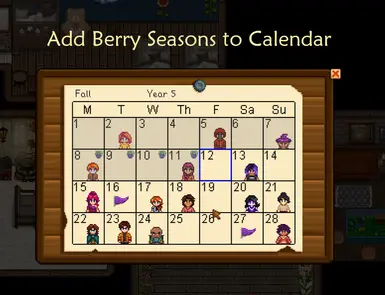 Add Berry Seasons to Calendar
Fall Year 5
M T W Th F Sa Su
1 2 3 4 5 6 7
8 9 10 11 12 13 14
15 16 17 18 19 20 21
22 23 24 25 26 27 28